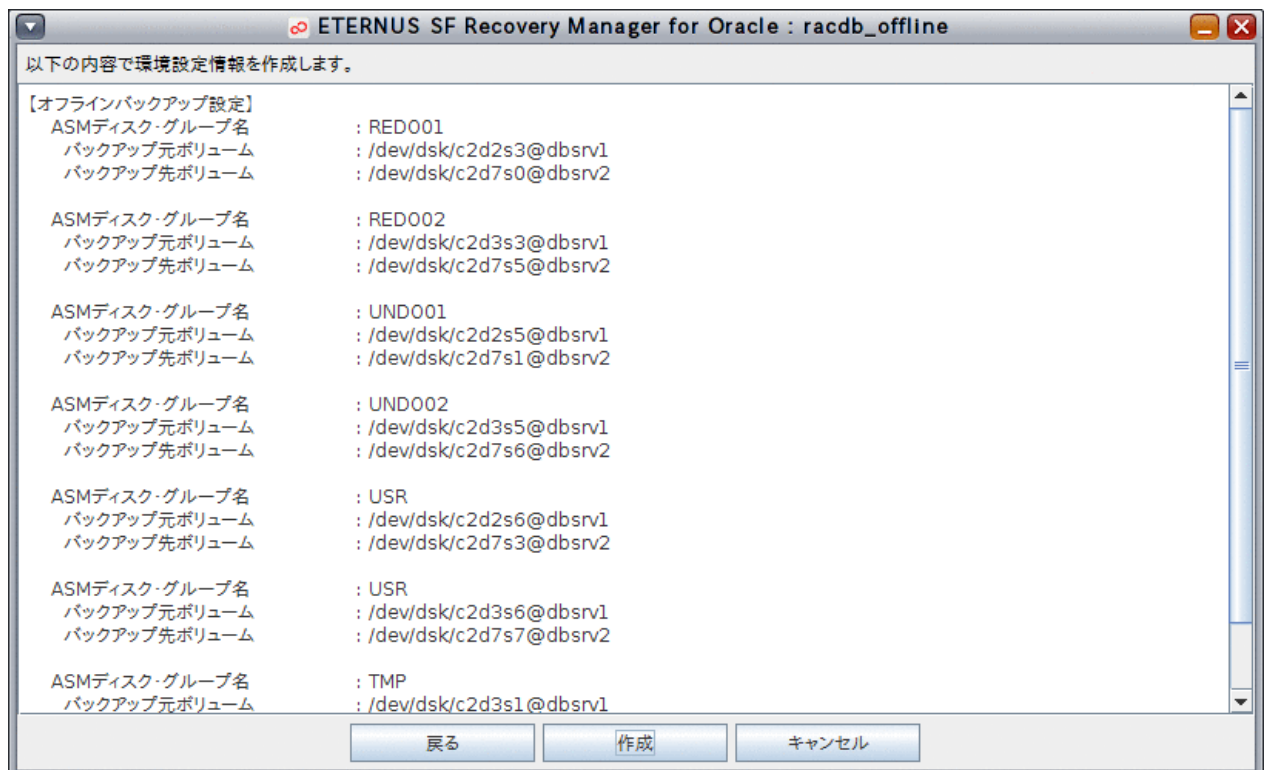 ETERNUS SF Recovery Manager for Oracle : racdb_offline
以下の内容で環境設定情報を作成します。
【オフラインバックアップ設定】
ASMディスク・グループ名 : REDO01
バックアップ元ボリューム : /dev/dsk/c2d2s3@dbsrv1
バックアップ先ボリューム : /dev/dsk/c2d7s0@dbsrv2
ASMディスク・グループ名 : REDO02
バックアップ元ボリューム : /dev/dsk/c2d3s3@dbsrv1
バックアップ先ボリューム : /dev/dsk/c2d7s5@dbsrv2
ASMディスク・グループ名 : UNDO01
バックアップ元ボリューム : /dev/dsk/c2d2s5@dbsrv1
バックアップ先ボリューム : /dev/dsk/c2d7s1@dbsrv2
ASMディスク・グループ名 : UNDO02
バックアップ元ボリューム : /dev/dsk/c2d3s5@dbsrv1
バックアップ先ボリューム : /dev/dsk/c2d7s6@dbsrv2
ASMディスク・グループ名 : USR
バックアップ元ボリューム : /dev/dsk/c2d2s6@dbsrv1
バックアップ先ボリューム : /dev/dsk/c2d7s3@dbsrv2
ASMディスク・グループ名 : USR
バックアップ元ボリューム : /dev/dsk/c2d3s6@dbsrv1
バックアップ先ボリューム : /dev/dsk/c2d7s7@dbsrv2
ASMディスク・グループ名 : TMP
バックアップ元ボリューム : /dev/dsk/c2d3s1@dbsrv1
戻る 作成 キャンセル